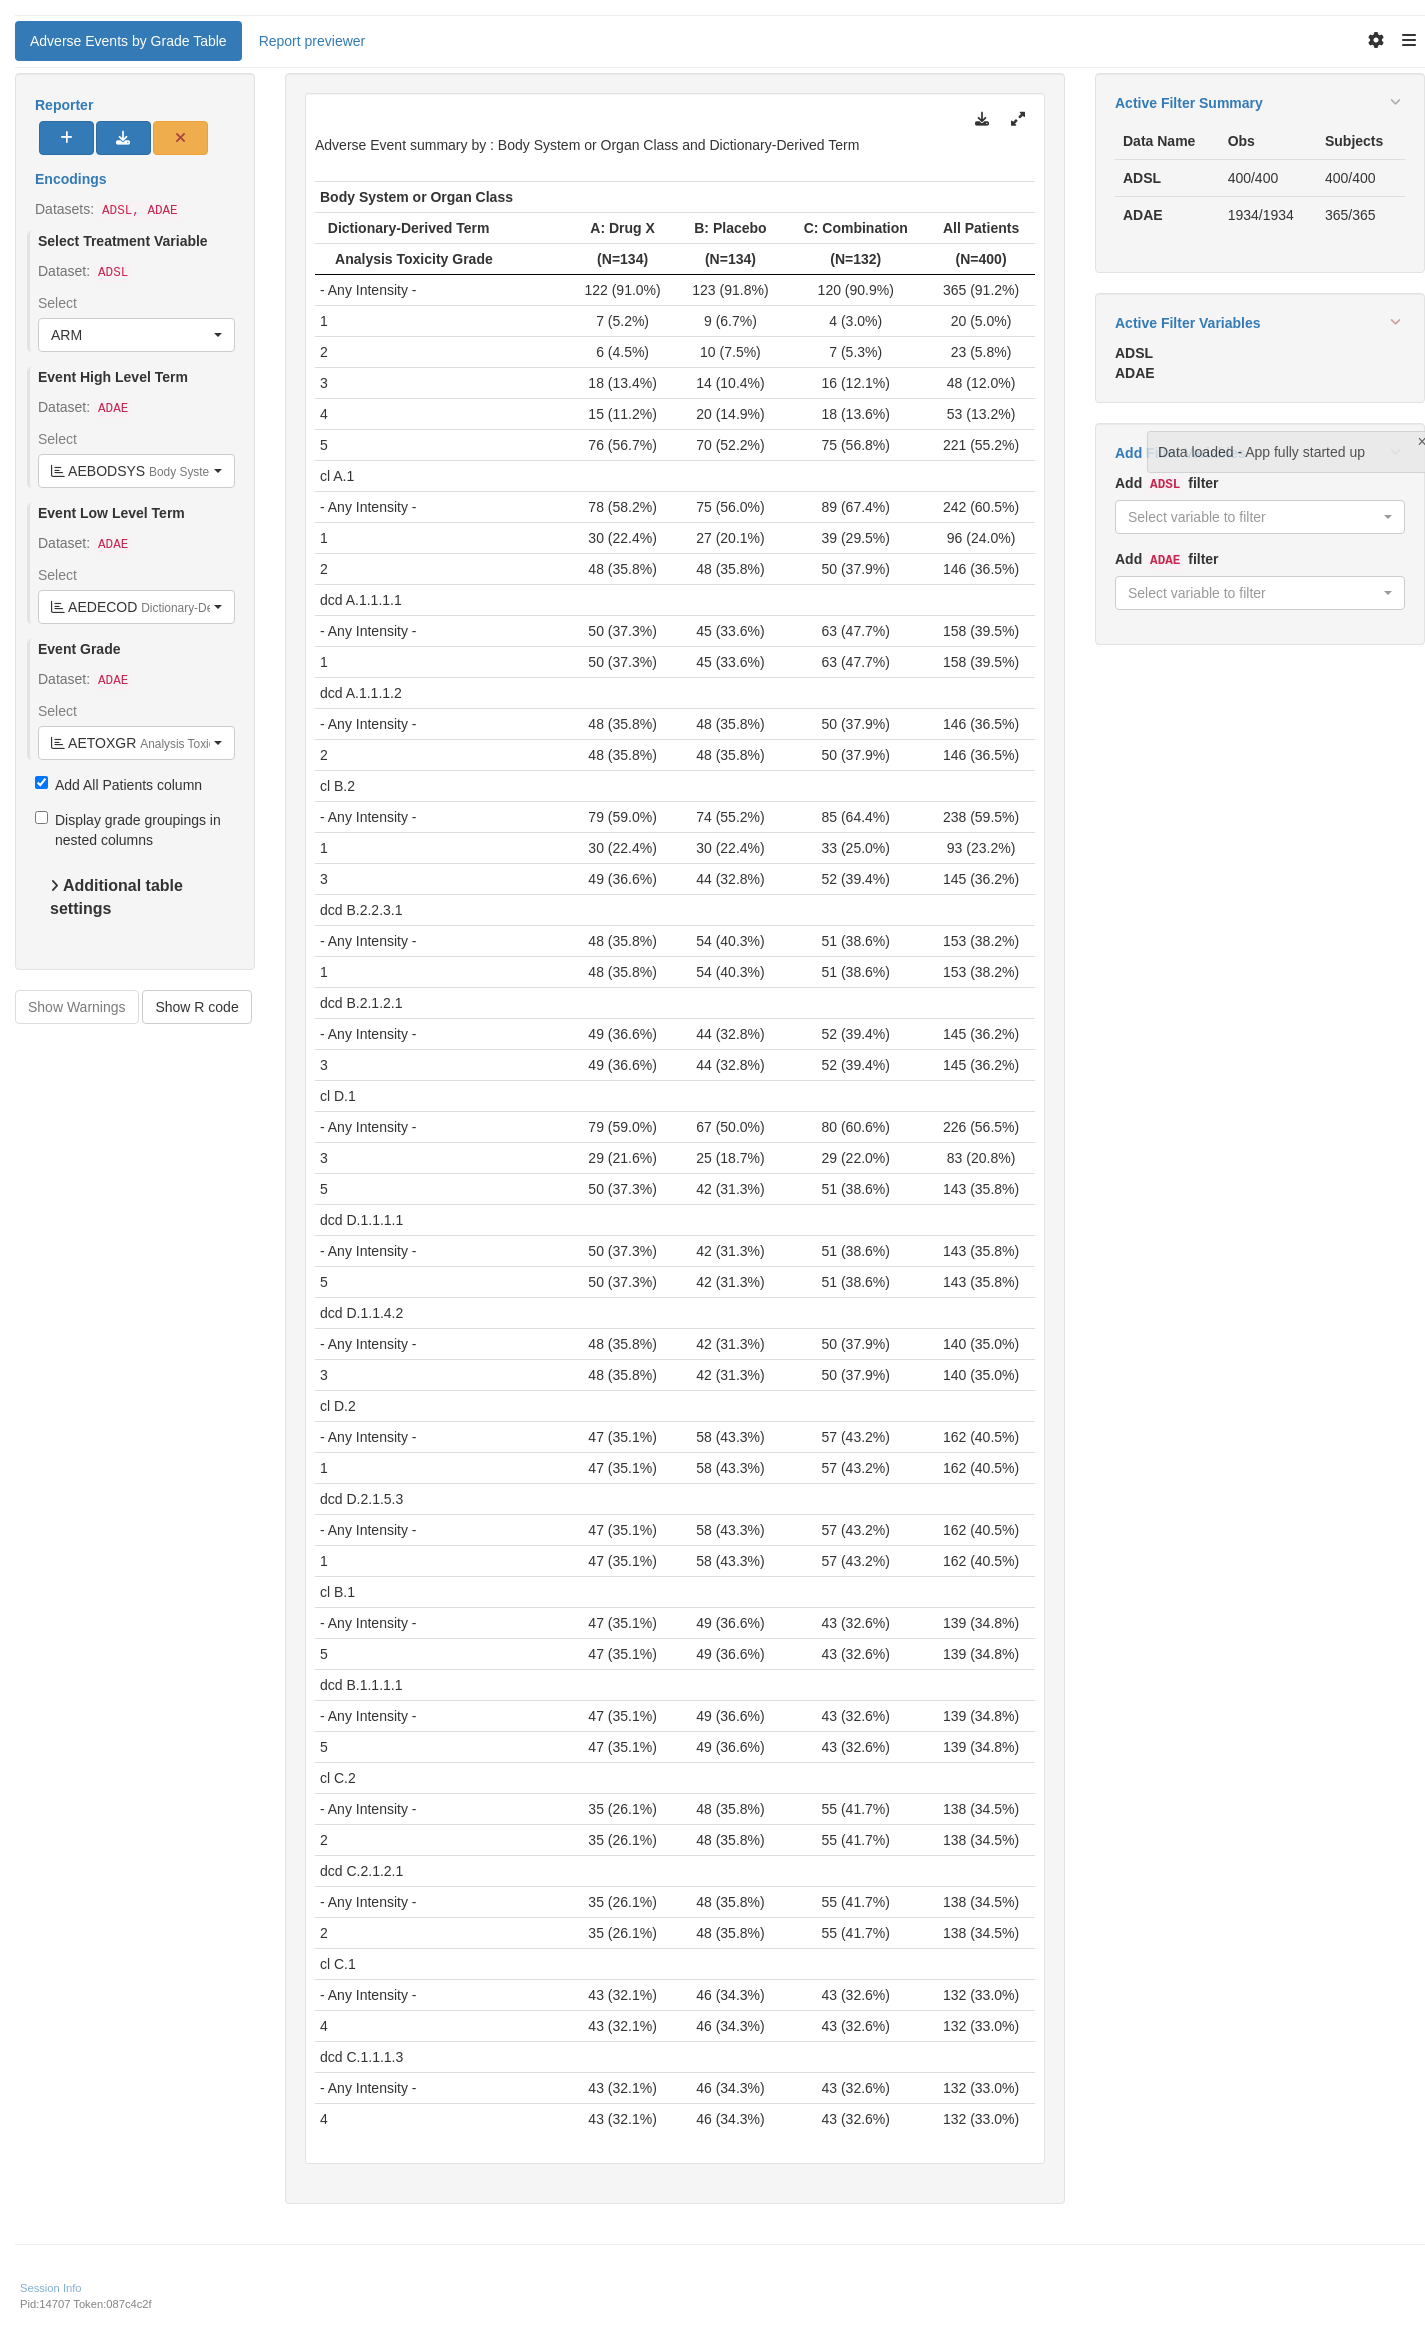 Adverse Events by Grade Table Report previewer
Reporter
Encodings
Datasets: ADSL, ADAE
Select Treatment Variable
Dataset: ADSL
Select
ARM
Event High Level Term
Dataset: ADAE
Select
AEBODSYS Body Syste
Event Low Level Term
Dataset: ADAE
Select
AEDECOD Dictionary-De
Event Grade
Dataset: ADAE
Select
AETOXGR Analysis Toxi
Add All Patients column
Display grade groupings in
nested columns
Additional table
settings
Show Warnings Show R code
Adverse Event summary by : Body System or Organ Class and Dictionary-Derived Term
Body System or Organ Class
Dictionary-Derived Term A: Drug X B: Placebo C: Combination All Patients
Analysis Toxicity Grade (N=134) (N=134) (N=132) (N=400)
- Any Intensity - 122 (91.0%) 123 (91.8%) 120 (90.9%) 365 (91.2%)
1 7 (5.2%) 9 (6.7%) 4 (3.0%) 20 (5.0%)
2 6 (4.5%) 10 (7.5%) 7 (5.3%) 23 (5.8%)
3 18 (13.4%) 14 (10.4%) 16 (12.1%) 48 (12.0%)
4 15 (11.2%) 20 (14.9%) 18 (13.6%) 53 (13.2%)
5 76 (56.7%) 70 (52.2%) 75 (56.8%) 221 (55.2%)
cl A.1
- Any Intensity - 78 (58.2%) 75 (56.0%) 89 (67.4%) 242 (60.5%)
1 30 (22.4%) 27 (20.1%) 39 (29.5%) 96 (24.0%)
2 48 (35.8%) 48 (35.8%) 50 (37.9%) 146 (36.5%)
dcd A.1.1.1.1
- Any Intensity - 50 (37.3%) 45 (33.6%) 63 (47.7%) 158 (39.5%)
1 50 (37.3%) 45 (33.6%) 63 (47.7%) 158 (39.5%)
dcd A.1.1.1.2
- Any Intensity - 48 (35.8%) 48 (35.8%) 50 (37.9%) 146 (36.5%)
2 48 (35.8%) 48 (35.8%) 50 (37.9%) 146 (36.5%)
cl B.2
- Any Intensity - 79 (59.0%) 74 (55.2%) 85 (64.4%) 238 (59.5%)
1 30 (22.4%) 30 (22.4%) 33 (25.0%) 93 (23.2%)
3 49 (36.6%) 44 (32.8%) 52 (39.4%) 145 (36.2%)
dcd B.2.2.3.1
- Any Intensity - 48 (35.8%) 54 (40.3%) 51 (38.6%) 153 (38.2%)
1 48 (35.8%) 54 (40.3%) 51 (38.6%) 153 (38.2%)
dcd B.2.1.2.1
- Any Intensity - 49 (36.6%) 44 (32.8%) 52 (39.4%) 145 (36.2%)
3 49 (36.6%) 44 (32.8%) 52 (39.4%) 145 (36.2%)
cl D.1
- Any Intensity - 79 (59.0%) 67 (50.0%) 80 (60.6%) 226 (56.5%)
3 29 (21.6%) 25 (18.7%) 29 (22.0%) 83 (20.8%)
5 50 (37.3%) 42 (31.3%) 51 (38.6%) 143 (35.8%)
dcd D.1.1.1.1
- Any Intensity - 50 (37.3%) 42 (31.3%) 51 (38.6%) 143 (35.8%)
5 50 (37.3%) 42 (31.3%) 51 (38.6%) 143 (35.8%)
dcd D.1.1.4.2
- Any Intensity - 48 (35.8%) 42 (31.3%) 50 (37.9%) 140 (35.0%)
3 48 (35.8%) 42 (31.3%) 50 (37.9%) 140 (35.0%)
cl D.2
- Any Intensity - 47 (35.1%) 58 (43.3%) 57 (43.2%) 162 (40.5%)
1 47 (35.1%) 58 (43.3%) 57 (43.2%) 162 (40.5%)
dcd D.2.1.5.3
- Any Intensity - 47 (35.1%) 58 (43.3%) 57 (43.2%) 162 (40.5%)
1 47 (35.1%) 58 (43.3%) 57 (43.2%) 162 (40.5%)
cl B.1
- Any Intensity - 47 (35.1%) 49 (36.6%) 43 (32.6%) 139 (34.8%)
5 47 (35.1%) 49 (36.6%) 43 (32.6%) 139 (34.8%)
dcd B.1.1.1.1
- Any Intensity - 47 (35.1%) 49 (36.6%) 43 (32.6%) 139 (34.8%)
5 47 (35.1%) 49 (36.6%) 43 (32.6%) 139 (34.8%)
cl C.2
- Any Intensity - 35 (26.1%) 48 (35.8%) 55 (41.7%) 138 (34.5%)
2 35 (26.1%) 48 (35.8%) 55 (41.7%) 138 (34.5%)
dcd C.2.1.2.1
- Any Intensity - 35 (26.1%) 48 (35.8%) 55 (41.7%) 138 (34.5%)
2 35 (26.1%) 48 (35.8%) 55 (41.7%) 138 (34.5%)
cl C.1
- Any Intensity - 43 (32.1%) 46 (34.3%) 43 (32.6%) 132 (33.0%)
4 43 (32.1%) 46 (34.3%) 43 (32.6%) 132 (33.0%)
dcd C.1.1.1.3
- Any Intensity - 43 (32.1%) 46 (34.3%) 43 (32.6%) 132 (33.0%)
4 43 (32.1%) 46 (34.3%) 43 (32.6%) 132 (33.0%)
Active Filter Summary
Data Name Obs Subjects
ADSL 400/400 400/400
ADAE 1934/1934 365/365
Active Filter Variables
ADSL
ADAE
Add
Data loaded - App fully started up
Add ADSL filter
Select variable to filter
Add ADAE filter
Select variable to filter
Session Info
Pid:14707 Token:087c4c2f